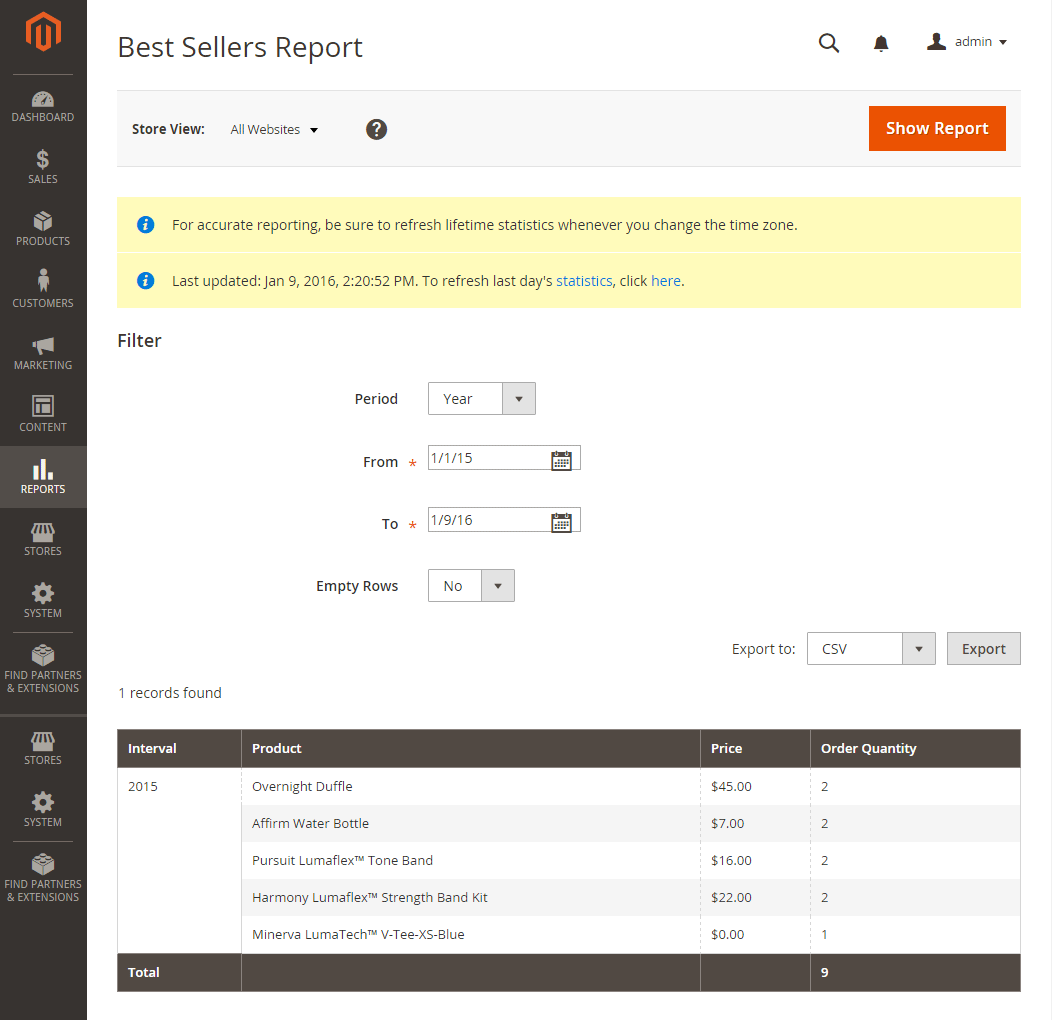 Best Sellers Report
admin
Store View: All Websites ?
Show Report
For accurate reporting, be sure to refresh lifetime statistics whenever you change the time zone.
Last updated: Jan 9, 2016, 2:20:52 PM. To refresh last day's statistics, click here.
Filter
Period Year
From * 1/1/15
To * 1/9/16
Empty Rows No
Export to: CSV Export
1 records found
Interval Product Price Order Quantity
2015 Overnight Duffle $45.00 2
Affirm Water Bottle $7.00 2
Pursuit Lumaflex™ Tone Band $16.00 2
Harmony Lumaflex™ Strength Band Kit $22.00 2
Minerva LumaTech™ V-Tee-XS-Blue $0.00 1
Total 9
DASHBOARD
$
SALES
PRODUCTS
CUSTOMERS
MARKETING
CONTENT
REPORTS
STORES
SYSTEM
FIND PARTNERS
& EXTENSIONS
STORES
SYSTEM
FIND PARTNERS
& EXTENSIONS